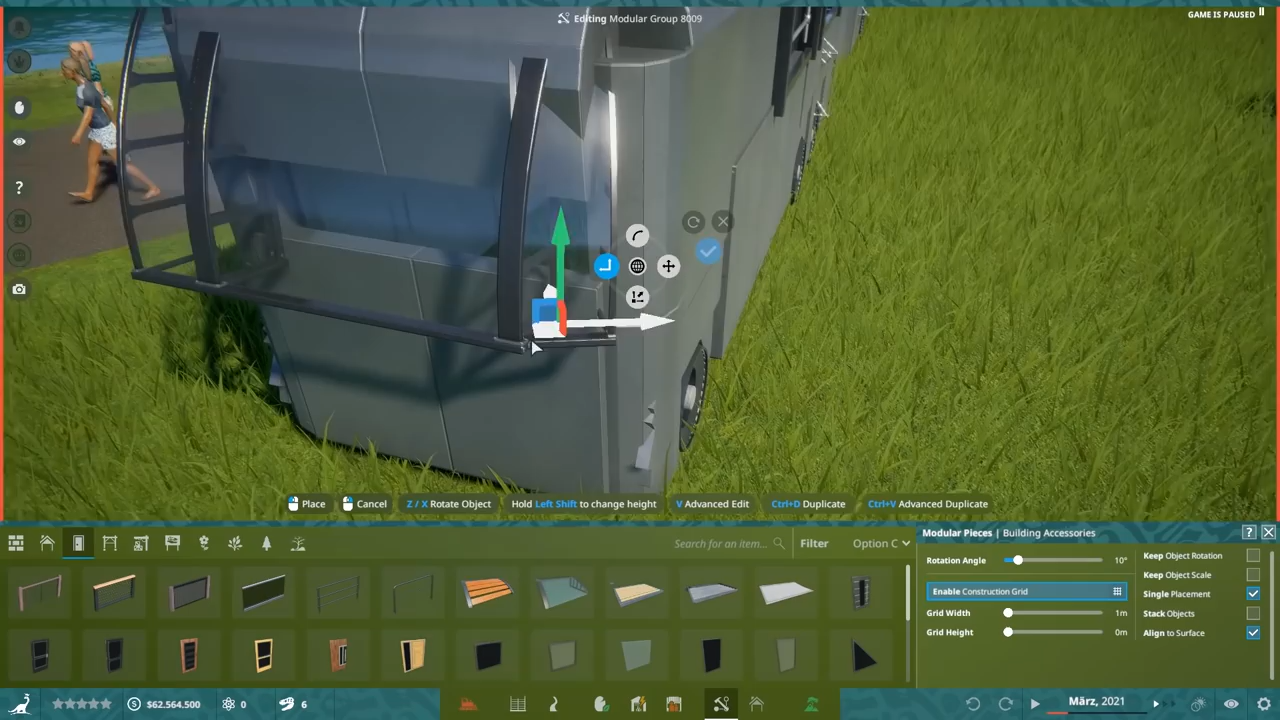 Editing Modular Group 8009
GAME IS PAUSED
Place
Cancel
Z / X Rotate Object
Hold Left Shift to change height
V Advanced Edit
Ctrl+D Duplicate
Ctrl+V Advanced Duplicate
Search for an item...
Filter
Option C
Modular Pieces | Building Accessories
?
Rotation Angle
10°
Enable Construction Grid
Grid Width
1m
Grid Height
0m
Keep Object Rotation
Keep Object Scale
Single Placement
Stack Objects
Align to Surface
$62.564.500
0
6
März, 2021